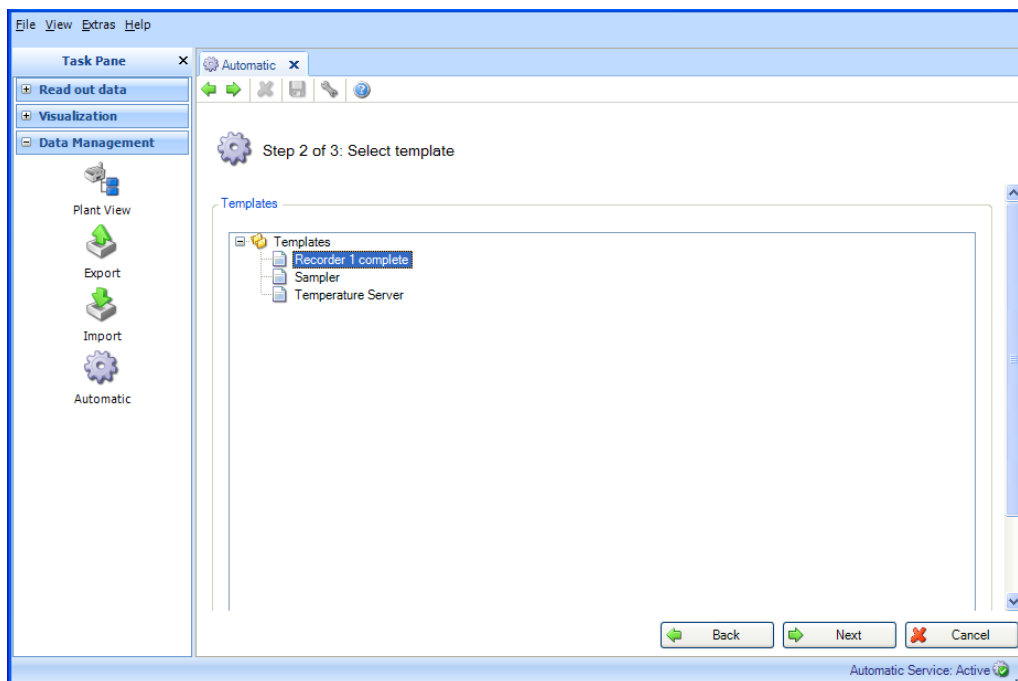 File View Extras Help
Task Pane
Automatic
Read out data
Visualization
Data Management
Plant View
Export
Import
Automatic
Step 2 of 3: Select template
Templates
Templates
Recorder 1 complete
Sampler
Temperature Server
Back Next Cancel
Automatic Service: Active